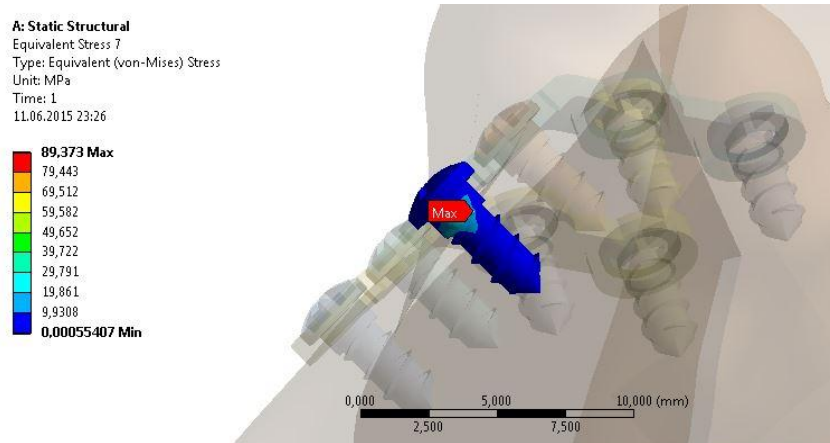 A: Static Structural
Equivalent Stress 7
Type: Equivalent (von-Mises) Stress
Unit: MPa
Time: 1
11.06.2015 23:26
89,373 Max
79,443
69,512
59,582
49,652
39,722
29,791
19,861
9,9308
0,00055407 Min
Max
0,000 5,000 10,000 (mm)
2,500 7,500